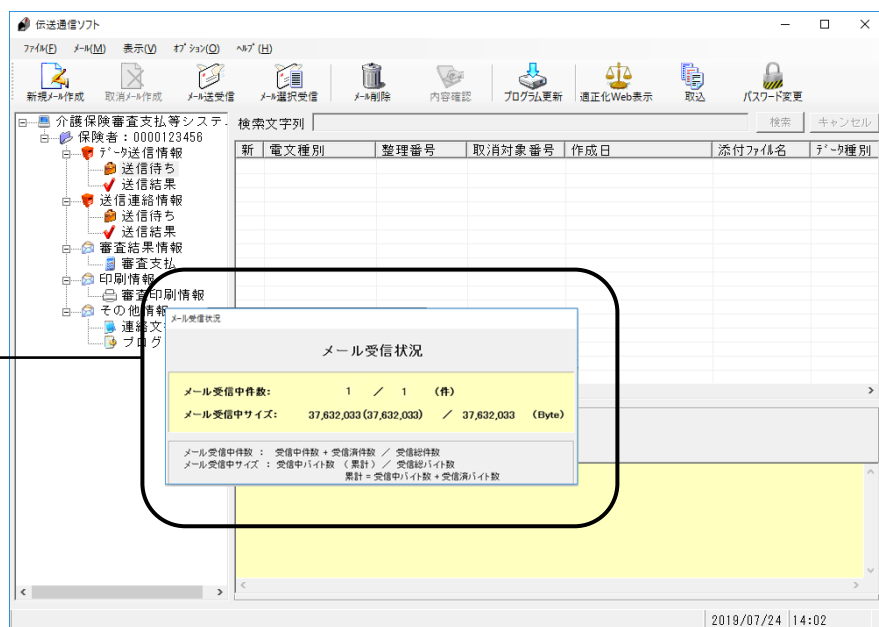 伝送通信ソフト
ファイル(F) メール(M) 表示(V) オプション(O) ヘルプ(H)
新規メール作成 取消メール作成 メール送受信 メール選択受信 メール削除 内容確認 プログラム更新 適正化Web表示 取込 パスワード変更
介護保険審査支払等システ
検索文字列 検索 キャンセル
保険者：0000123456
新 電文種別 整理番号 取消対象番号 作成日 添付ファイル名 データ種別
データ送信情報
送信待ち
送信結果
送信連絡情報
送信待ち
送信結果
審査結果情報
審査支払
印刷情報
審査印刷情報
その他情報
連絡文
プログ
メール受信状況
メール受信状況
メール受信中件数： 1 ／ 1 (件)
メール受信中サイズ： 37,632,033(37,632,033) ／ 37,632,033 (Byte)
メール受信中件数 ： 受信中件数＋受信済件数 ／ 受信総件数
メール受信中サイズ ： 受信中バイト数 （累計）／ 受信総バイト数
累計＝受信中バイト数＋受信済バイト数
2019/07/24 14:02